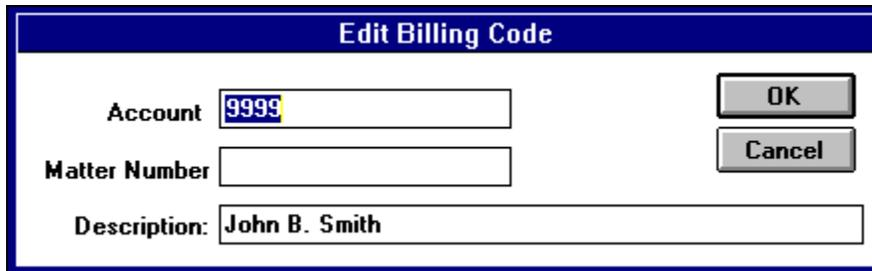 Edit Billing Code
Account 9999 OK
Matter Number Cancel
Description: John B. Smith